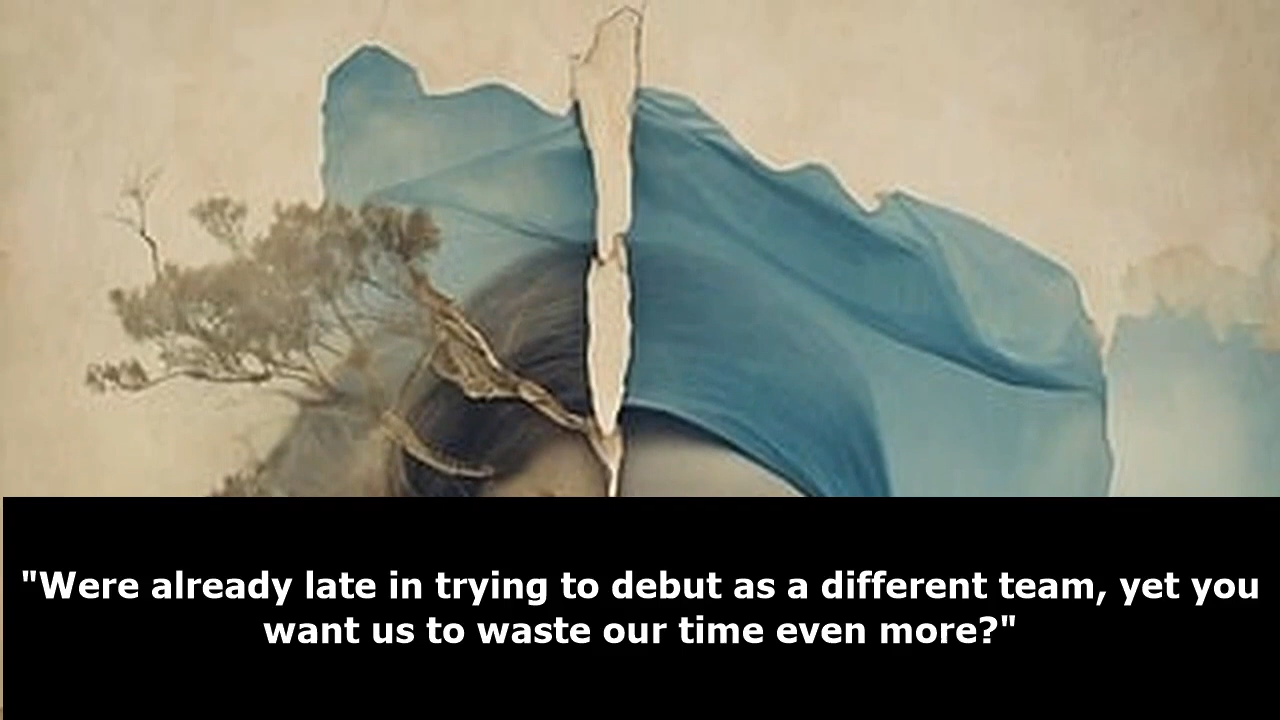 "Were already late in trying to debut as a different team, yet you
want us to waste our time even more?"